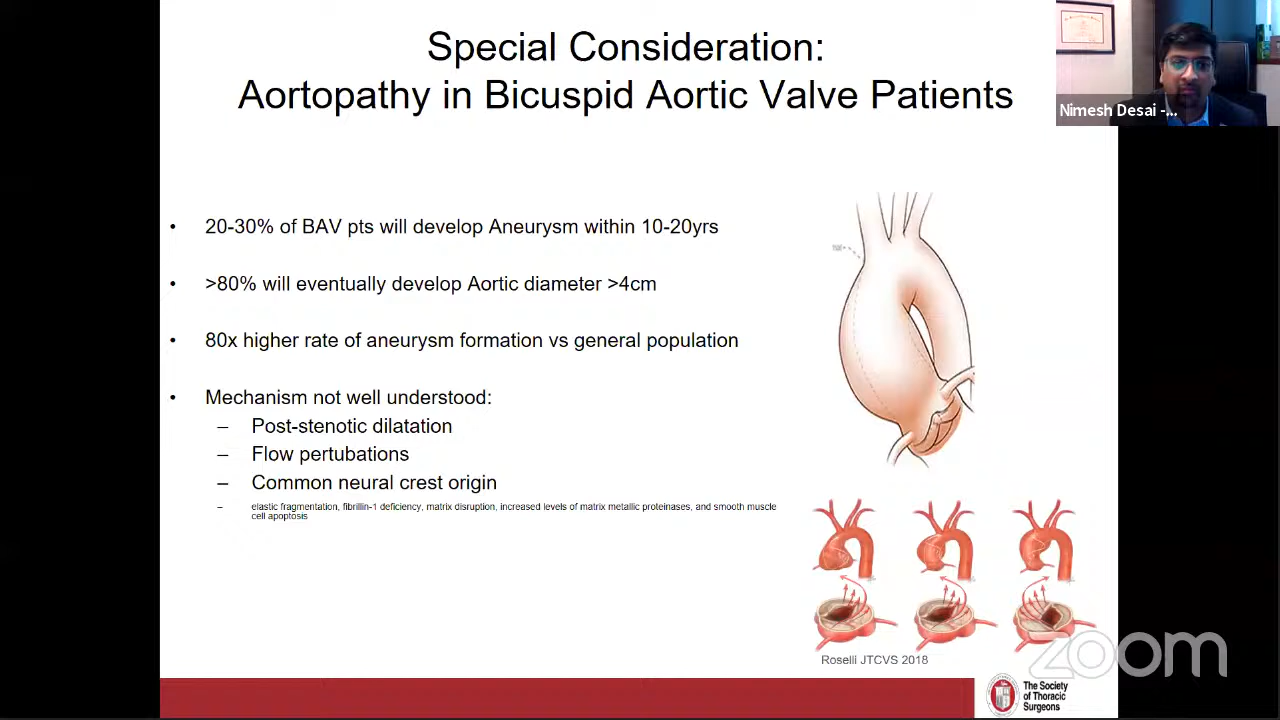 Special Consideration:
Aortopathy in Bicuspid Aortic Valve Patients
Nimesh Desai -...
• 20-30% of BAV pts will develop Aneurysm within 10-20yrs
• >80% will eventually develop Aortic diameter >4cm
• 80x higher rate of aneurysm formation vs general population
• Mechanism not well understood:
– Post-stenotic dilatation
– Flow pertubations
– Common neural crest origin
– elastic fragmentation, fibrillin-1 deficiency, matrix disruption, increased levels of matrix metallic proteinases, and smooth muscle
cell apoptosis
Roselli JTCVS 2018
zoom
The Society
of Thoracic
Surgeons